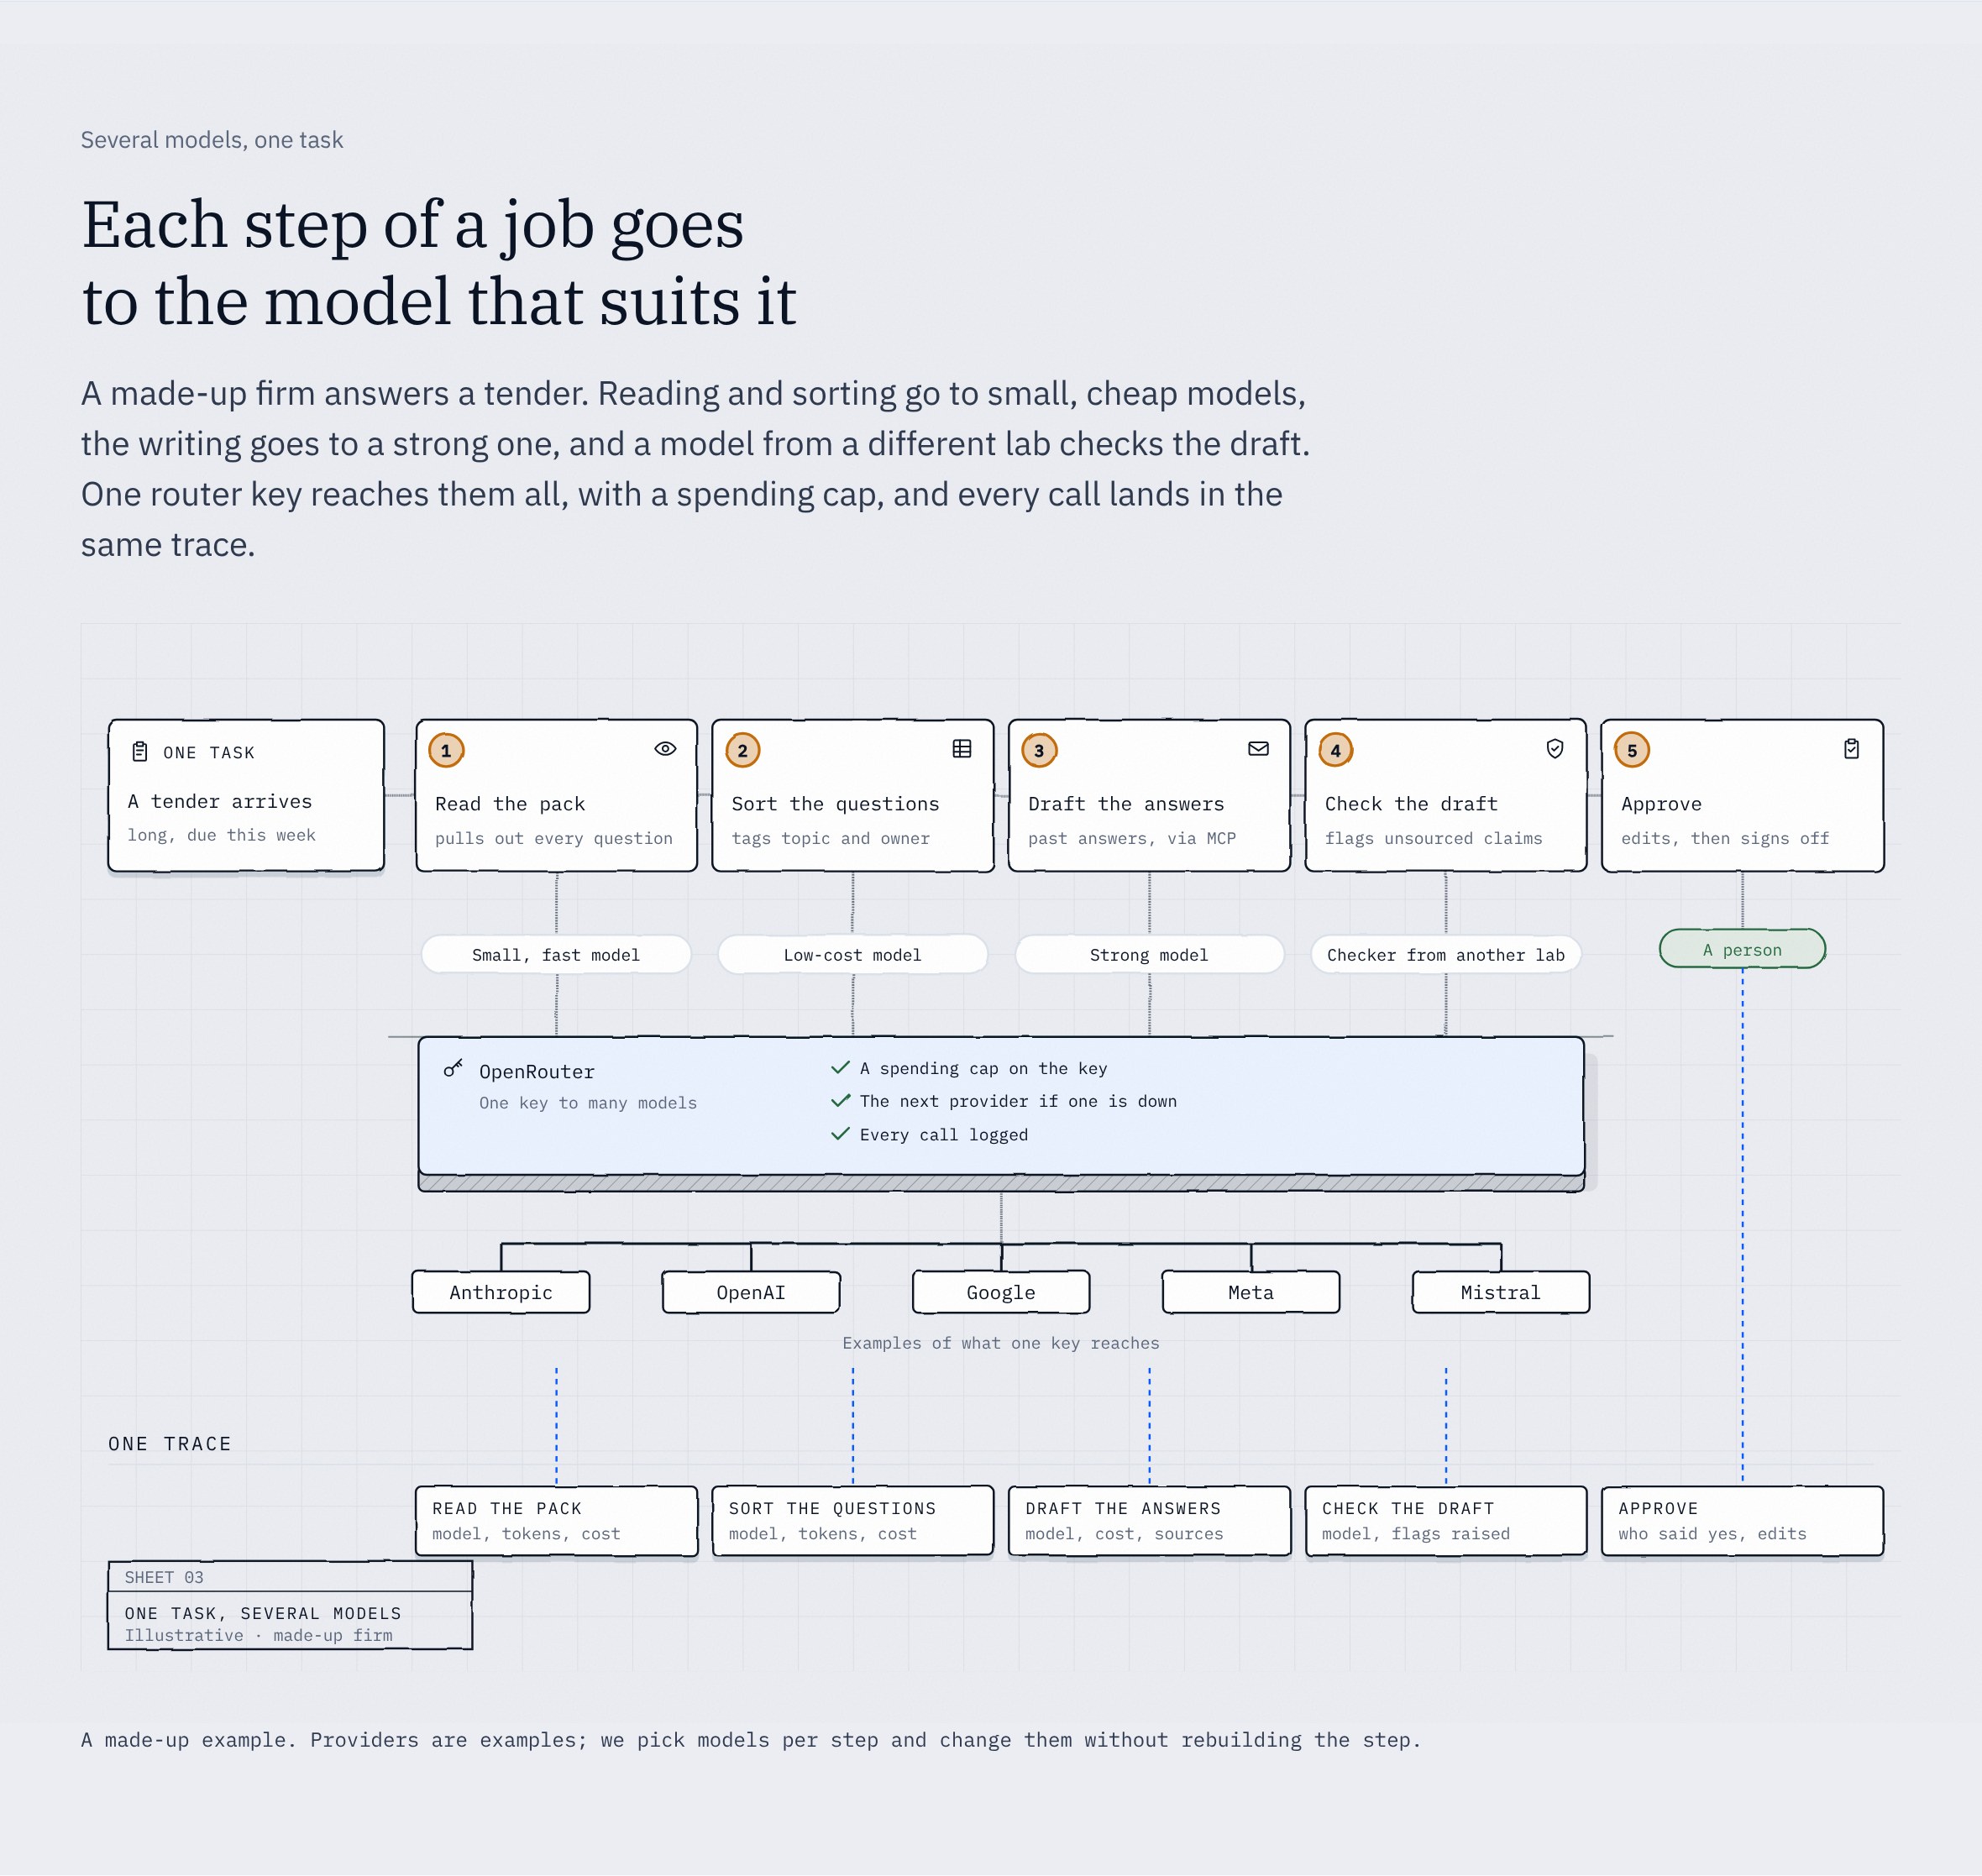 Several models, one task
Each step of a job goes
to the model that suits it
A made-up firm answers a tender. Reading and sorting go to small, cheap models,
the writing goes to a strong one, and a model from a different lab checks the draft.
One router key reaches them all, with a spending cap, and every call lands in the
same trace.
ONE TASK
A tender arrives
long, due this week
1
Read the pack
pulls out every question
2
Sort the questions
tags topic and owner
3
Draft the answers
past answers, via MCP
4
Check the draft
flags unsourced claims
5
Approve
edits, then signs off
Small, fast model
Low-cost model
Strong model
Checker from another lab
A person
OpenRouter
One key to many models
A spending cap on the key
The next provider if one is down
Every call logged
Anthropic
OpenAI
Google
Meta
Mistral
Examples of what one key reaches
ONE TRACE
READ THE PACK
model, tokens, cost
SORT THE QUESTIONS
model, tokens, cost
DRAFT THE ANSWERS
model, cost, sources
CHECK THE DRAFT
model, flags raised
APPROVE
who said yes, edits
SHEET 03
ONE TASK, SEVERAL MODELS
Illustrative · made-up firm
A made-up example. Providers are examples; we pick models per step and change them without rebuilding the step.